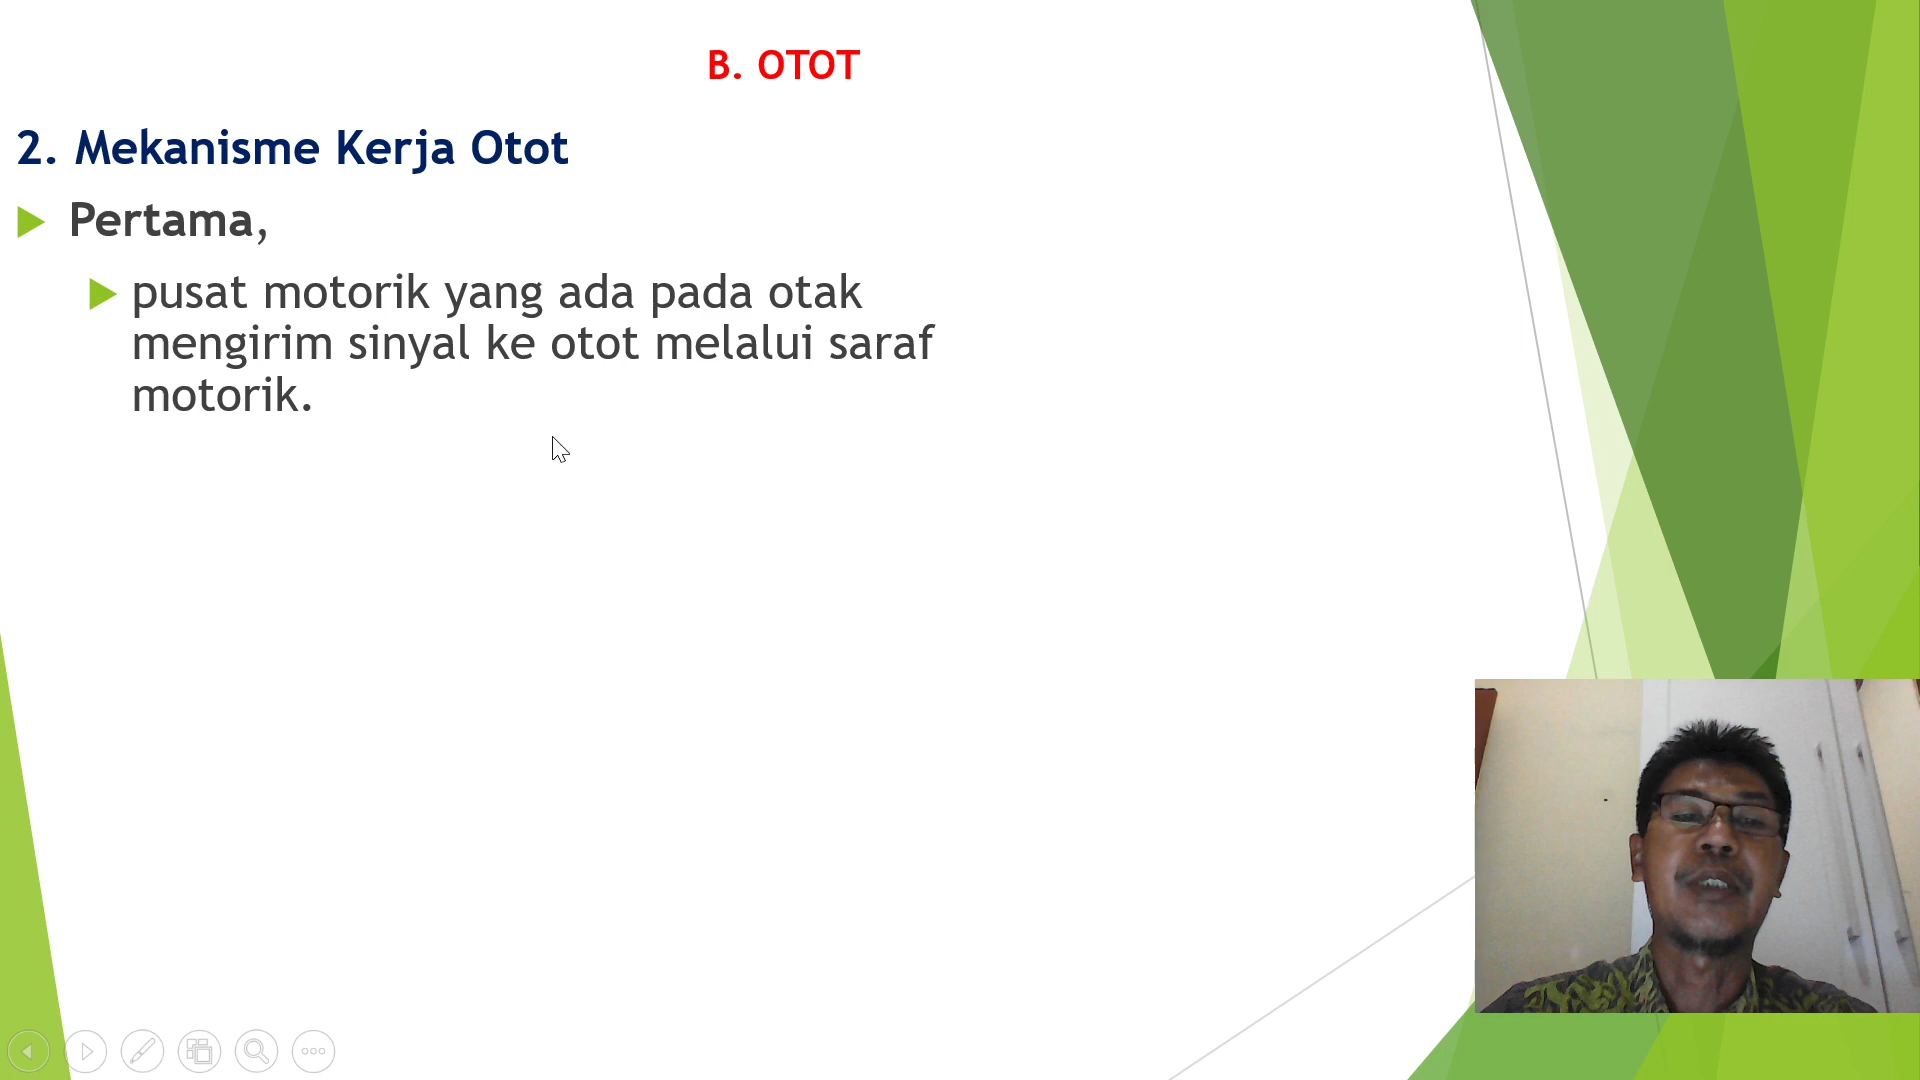 B. OTOT
2. Mekanisme Kerja Otot
Pertama,
pusat motorik yang ada pada otak
mengirim sinyal ke otot melalui saraf
motorik.